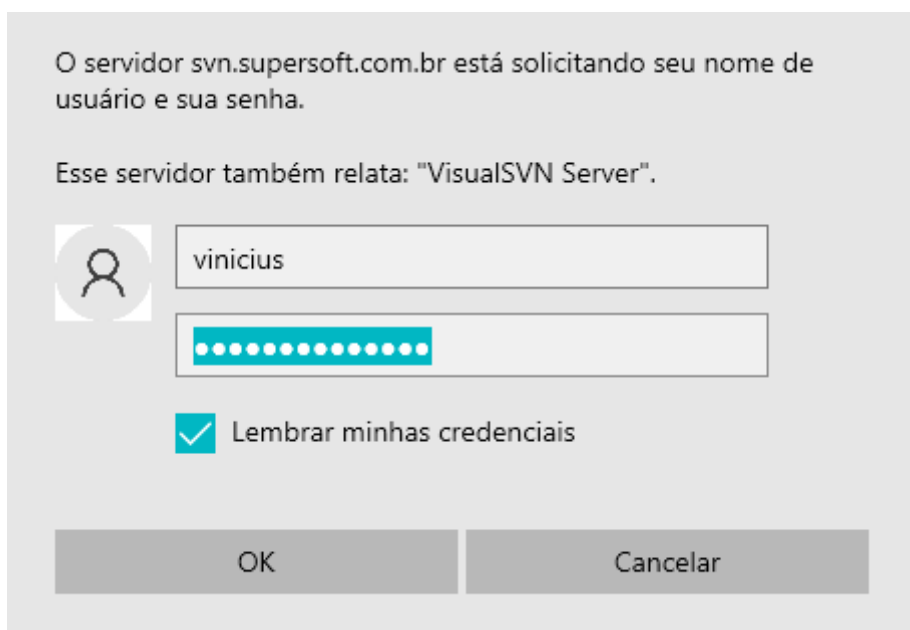 O servidor svn.supersoft.com.br está solicitando seu nome de
usuário e sua senha.
Esse servidor também relata: "VisualSVN Server".
vinicius
••••••••••••••
Lembrar minhas credenciais
OK
Cancelar